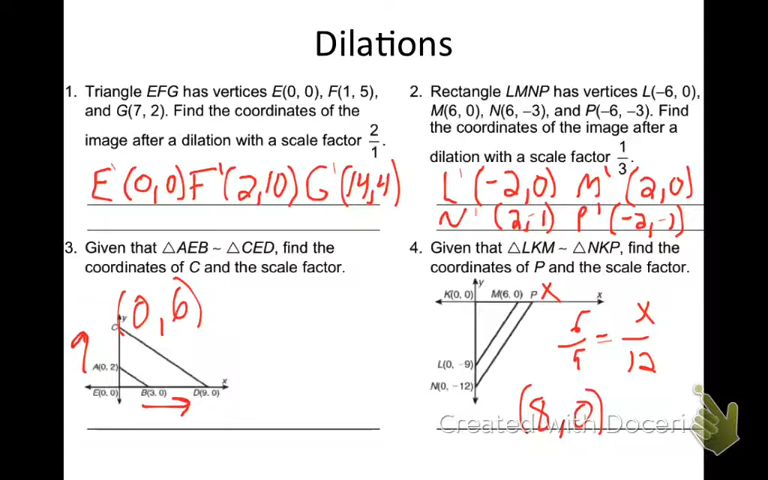 Dilations
1. Triangle EFG has vertices E(0, 0), F(1, 5),
and G(7, 2). Find the coordinates of the
image after a dilation with a scale factor 2/1.
E'(0,0) F'(2,10) G'(14,4)
2. Rectangle LMNP has vertices L(−6, 0),
M(6, 0), N(6, −3), and P(−6, −3). Find
the coordinates of the image after a
dilation with a scale factor 1/3.
L'(-2,0) M'(2,0)
N'(2,-1) P'(-2,-1)
3. Given that △AEB ~ △CED, find the
coordinates of C and the scale factor.
(0,6)
y
C
A(0, 2)
x
E(0, 0) B(3, 0) D(9, 0)
4. Given that △LKM ~ △NKP, find the
coordinates of P and the scale factor.
y
K(0, 0) M(6, 0) P x
x
L(0, −9)
N(0, −12)
6/9 = x/12
(8,0)
Created with Doceri